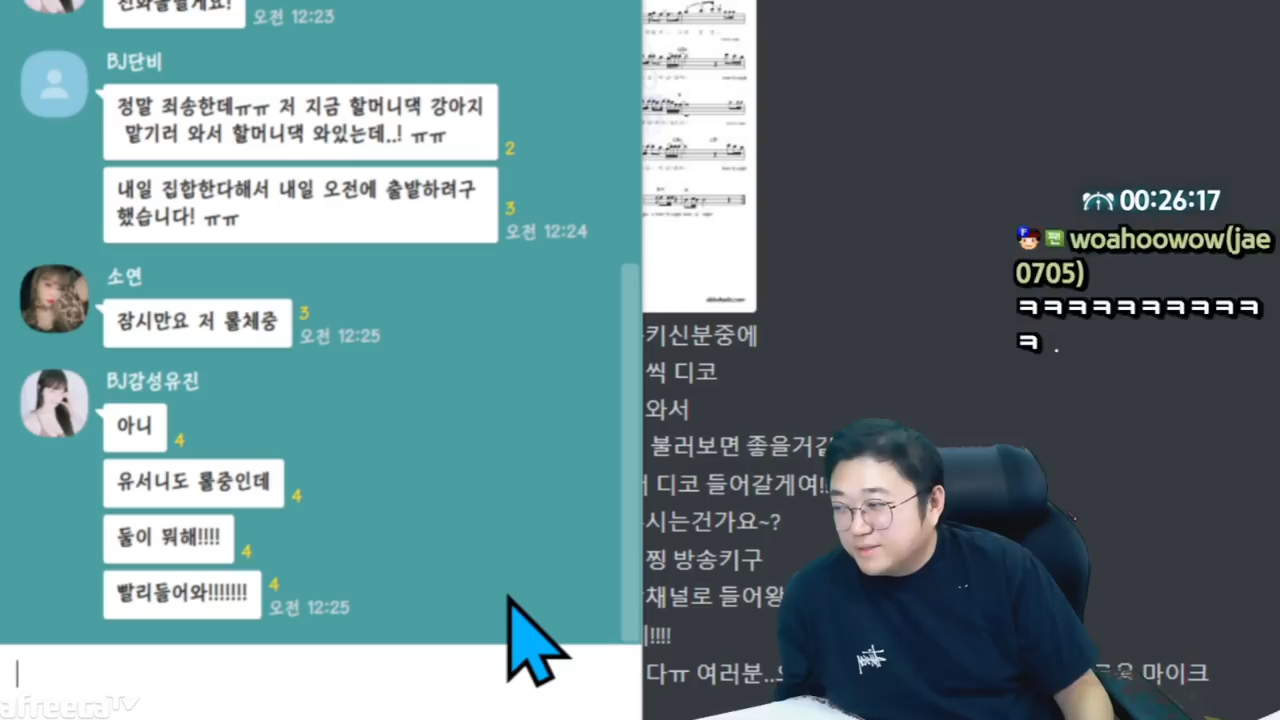 전화돌릴게요!
오전 12:23
BJ단비
정말 죄송한데ㅠㅠ 저 지금 할머니댁 강아지
맡기러 와서 할머니댁 와있는데..! ㅠㅠ
2
내일 집합한다해서 내일 오전에 출발하려구
했습니다! ㅠㅠ
3
오전 12:24
소연
잠시만요 저 롤체중
3
오전 12:25
BJ감성유진
아니
4
유서니도 롤중인데
4
둘이 뭐해!!!!
4
빨리들어와!!!!!!!
4
오전 12:25
afreecaTV
키신분중에
씩 디코
와서
불러보면 좋을거같
디코 들어갈게여!
시는건가요~?
찡 방송키구
채널로 들어왕
!!!!
다ㅠ 여러분..
마이크
00:26:17
F 팬 woahoowow(jae
0705)
ㅋㅋㅋㅋㅋㅋㅋㅋㅋㅋ
ㅋ .